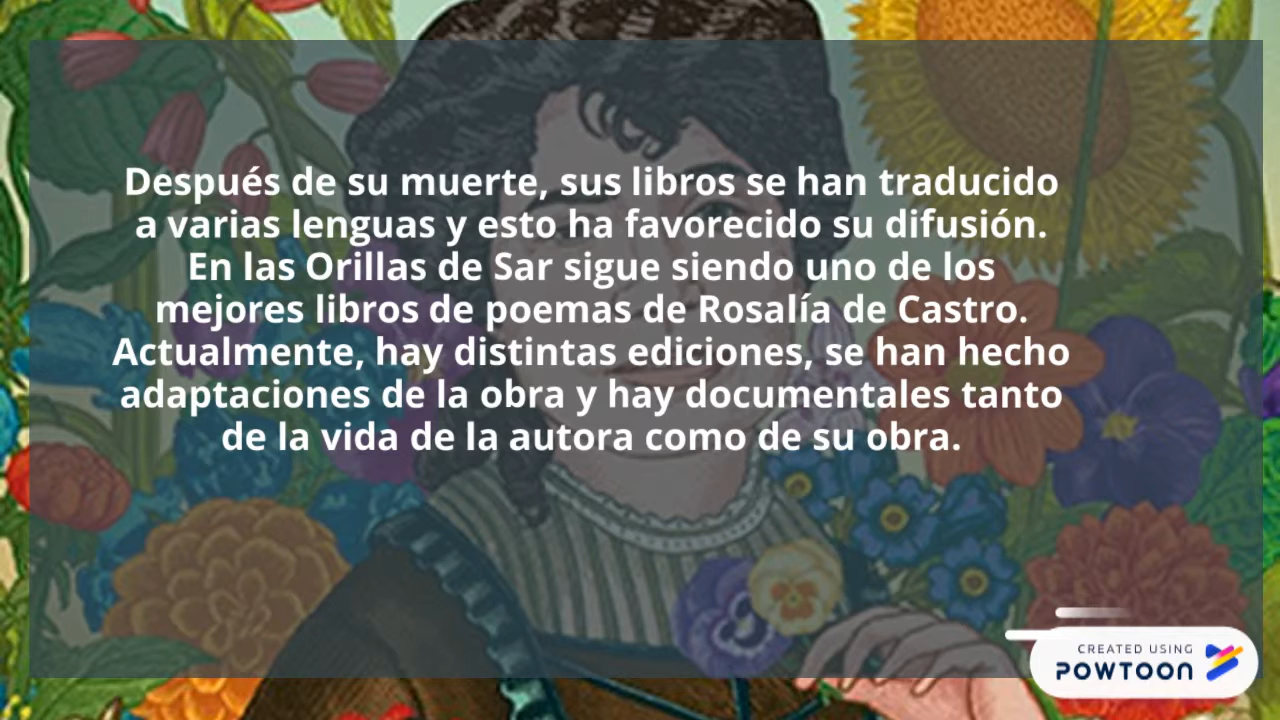 Después de su muerte, sus libros se han traducido
a varias lenguas y esto ha favorecido su difusión.
En las Orillas de Sar sigue siendo uno de los
mejores libros de poemas de Rosalía de Castro.
Actualmente, hay distintas ediciones, se han hecho
adaptaciones de la obra y hay documentales tanto
de la vida de la autora como de su obra.
CREATED USING
POWTOON